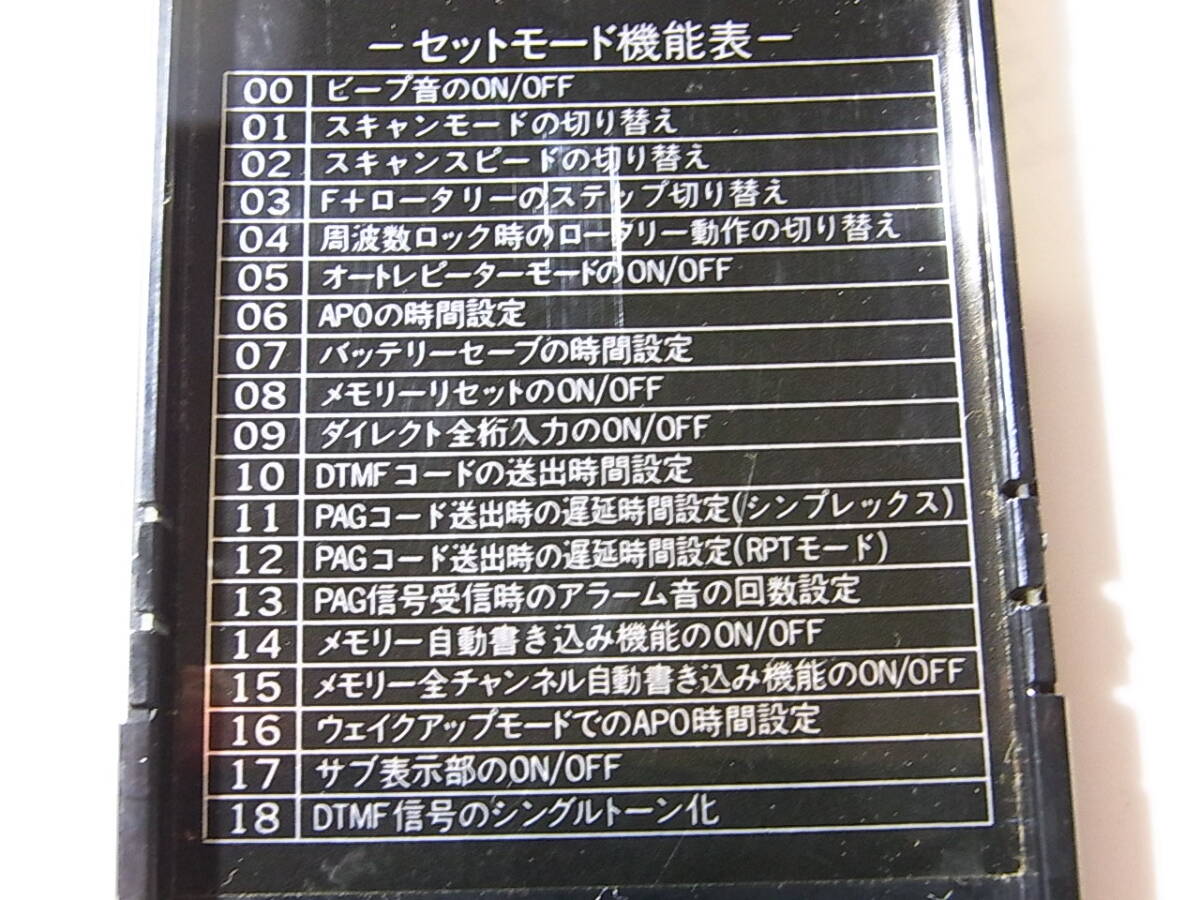 －セットモード機能表－
00 ビープ音のON/OFF
01 スキャンモードの切り替え
02 スキャンスピードの切り替え
03 F＋ロータリーのステップ切り替え
04 周波数ロック時のロータリー動作の切り替え
05 オートレピーターモードのON/OFF
06 APOの時間設定
07 バッテリーセーブの時間設定
08 メモリーリセットのON/OFF
09 ダイレクト全桁入力のON/OFF
10 DTMFコードの送出時間設定
11 PAGコード送出時の遅延時間設定(シンプレックス)
12 PAGコード送出時の遅延時間設定(RPTモード)
13 PAG信号受信時のアラーム音の回数設定
14 メモリー自動書き込み機能のON/OFF
15 メモリー全チャンネル自動書き込み機能のON/OFF
16 ウェイクアップモードでのAPO時間設定
17 サブ表示部のON/OFF
18 DTMF信号のシングルトーン化